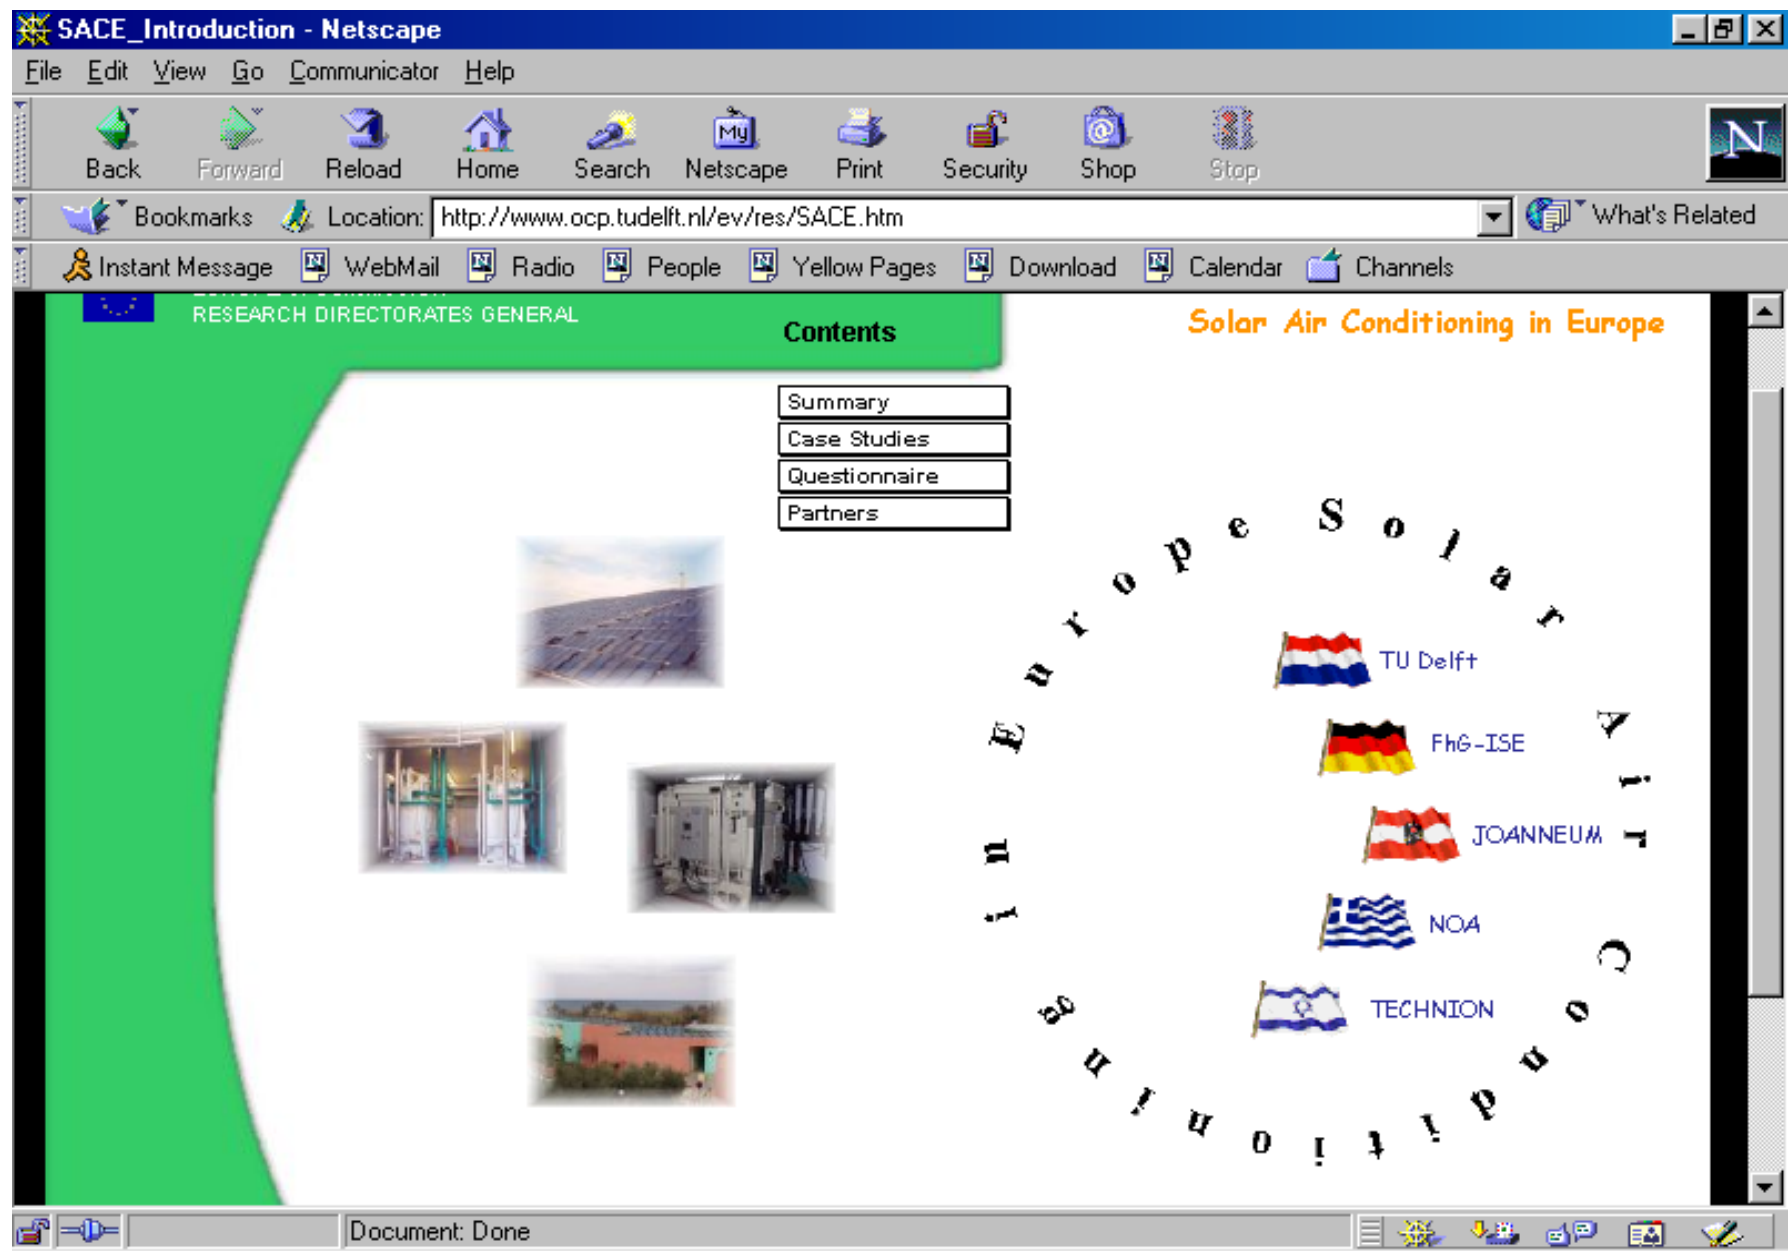 SACE_Introduction - Netscape
File Edit View Go Communicator Help
Back Forward Reload Home Search Netscape Print Security Shop Stop
My
N
Bookmarks Location: http://www.ocp.tudelft.nl/ev/res/SACE.htm What's Related
Instant Message WebMail Radio People Yellow Pages Download Calendar Channels
RESEARCH DIRECTORATES GENERAL
Contents
Solar Air Conditioning in Europe
Summary
Case Studies
Questionnaire
Partners
Solar Air Conditioning in Europe
TU Delft
FhG-ISE
JOANNEUM
NOA
TECHNION
Document: Done